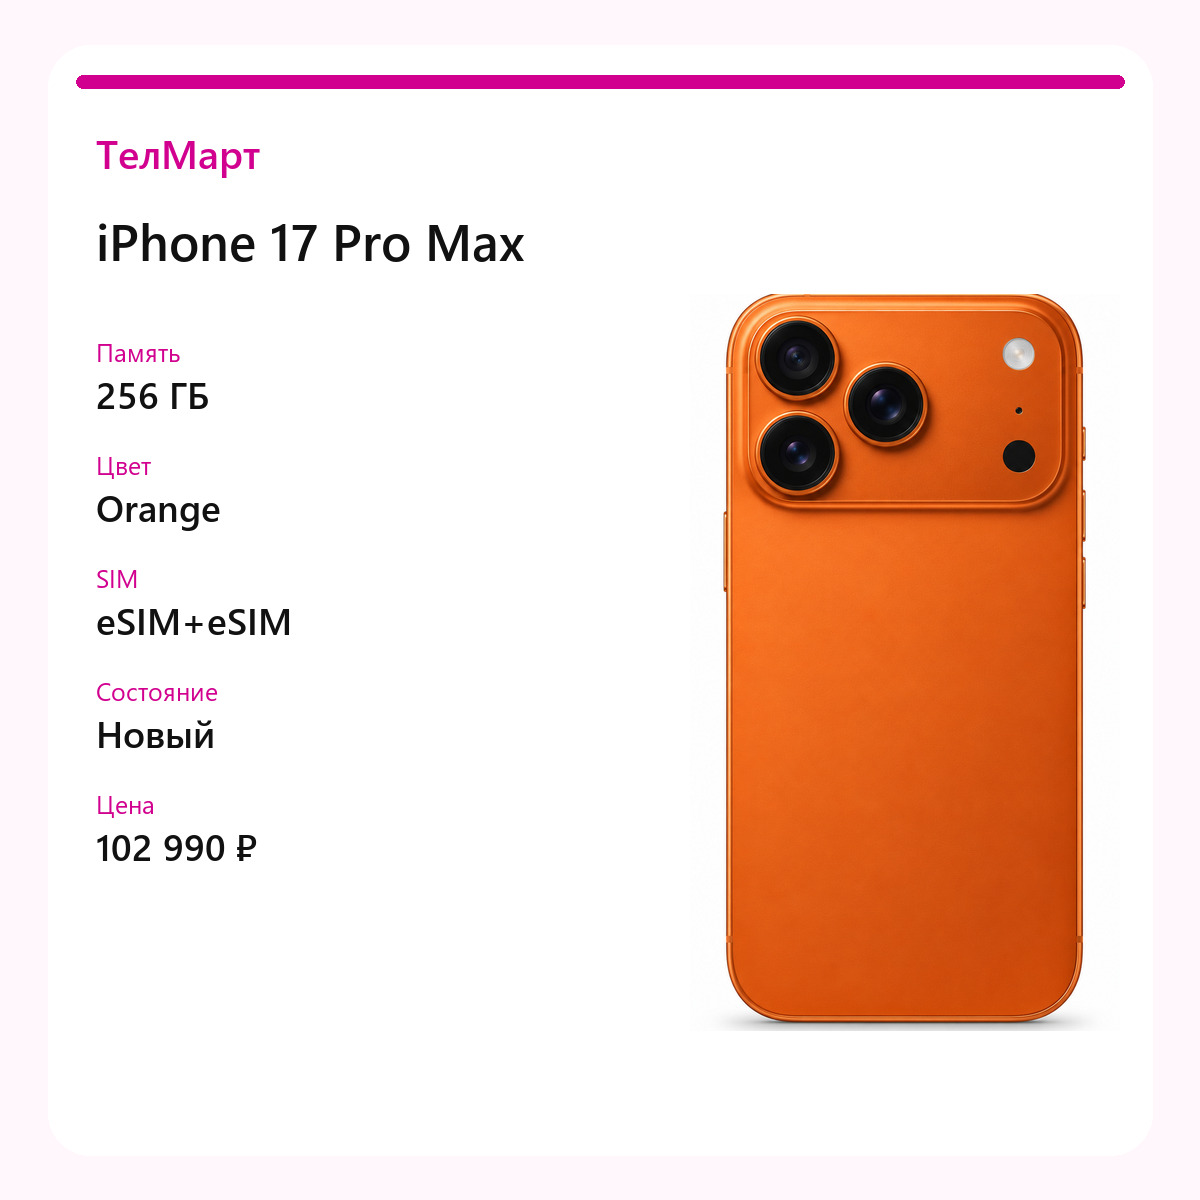 ТелМарт
iPhone 17 Pro Max
Память
256 ГБ
Цвет
Orange
SIM
eSIM+eSIM
Состояние
Новый
Цена
102 990 ₽